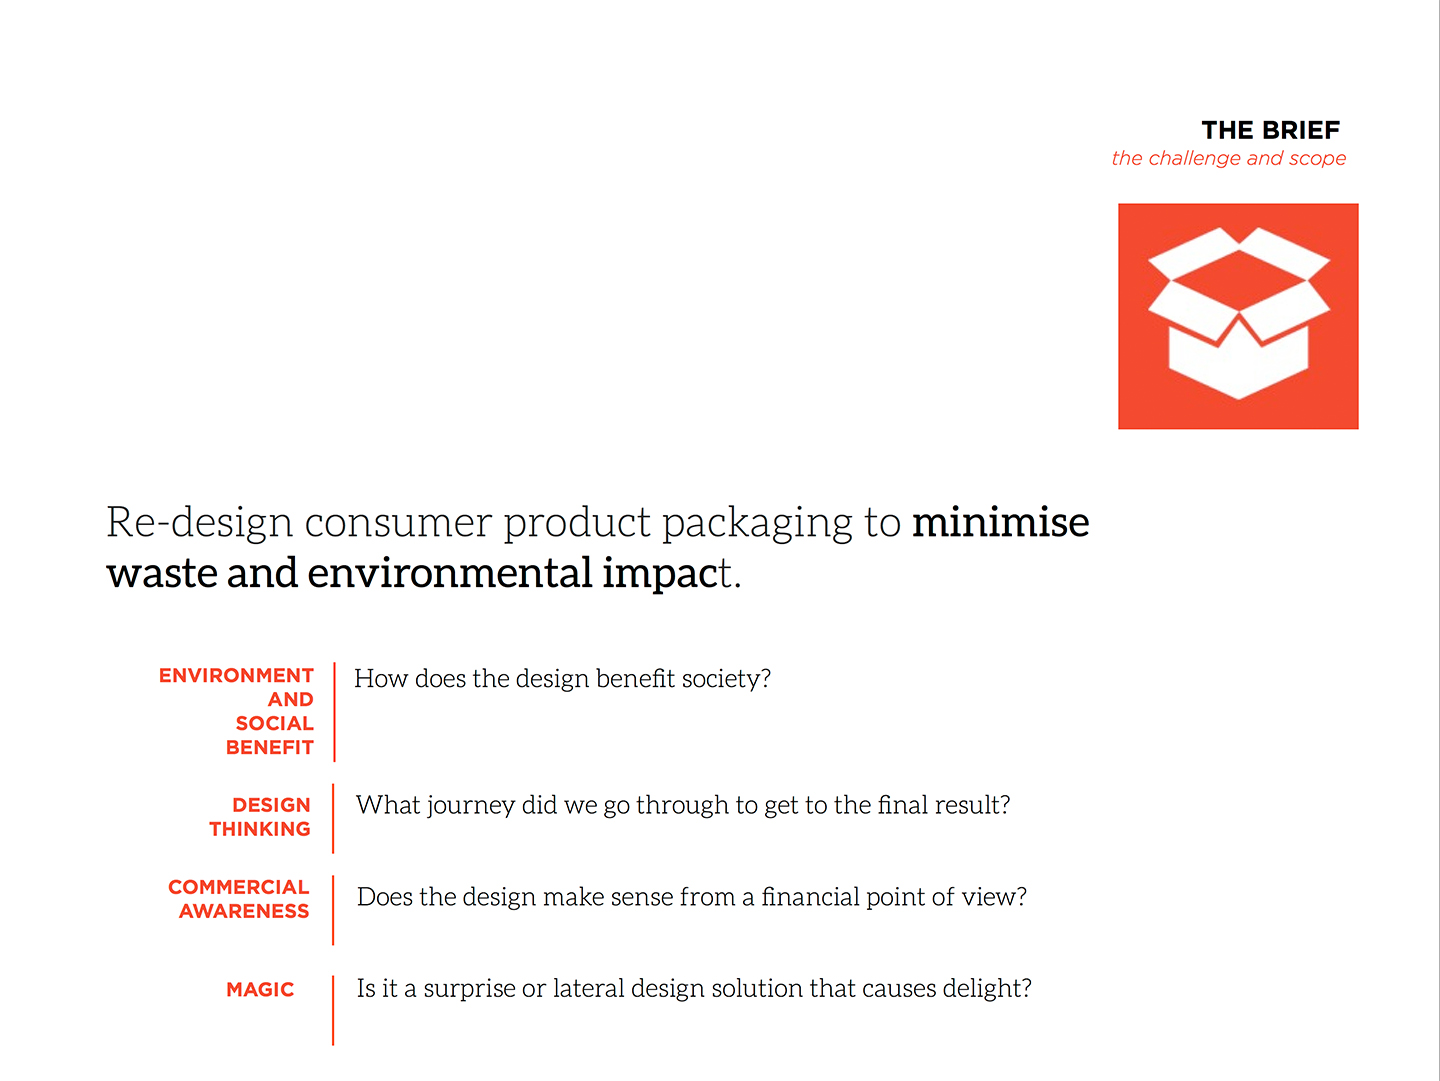 THE BRIEF
the challenge and scope
Re-design consumer product packaging to minimise
waste and environmental impact.
ENVIRONMENT
AND
SOCIAL
BENEFIT
How does the design benefit society?
DESIGN
THINKING
What journey did we go through to get to the final result?
COMMERCIAL
AWARENESS
Does the design make sense from a financial point of view?
MAGIC
Is it a surprise or lateral design solution that causes delight?